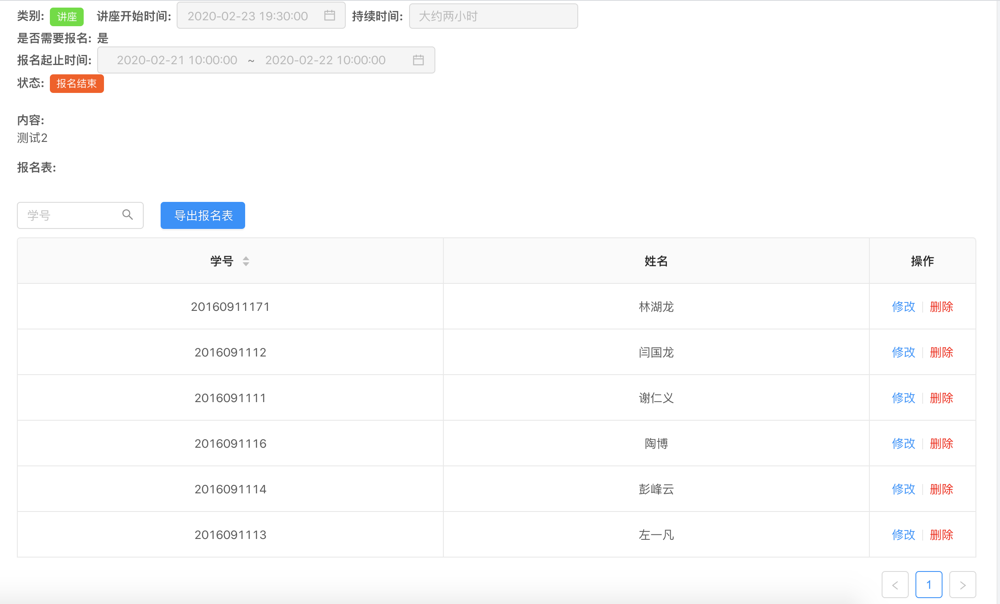 类别: 讲座 讲座开始时间: 2020-02-23 19:30:00 持续时间: 大约两小时
是否需要报名: 是
报名起止时间: 2020-02-21 10:00:00 ~ 2020-02-22 10:00:00
状态: 报名结束
内容:
测试2
报名表:
学号 导出报名表
学号 姓名 操作
20160911171 林湖龙 修改 删除
2016091112 闫国龙 修改 删除
2016091111 谢仁义 修改 删除
2016091116 陶博 修改 删除
2016091114 彭峰云 修改 删除
2016091113 左一凡 修改 删除
< 1 >